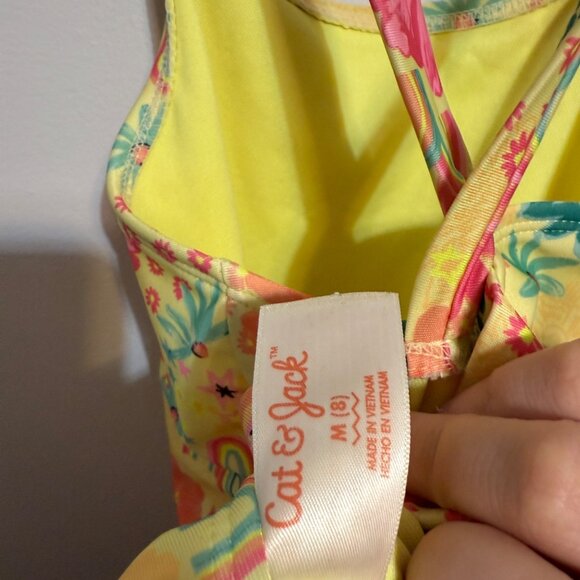 Cat & Jack™
M (8)
MADE IN VIETNAM
HECHO EN VIETNAM